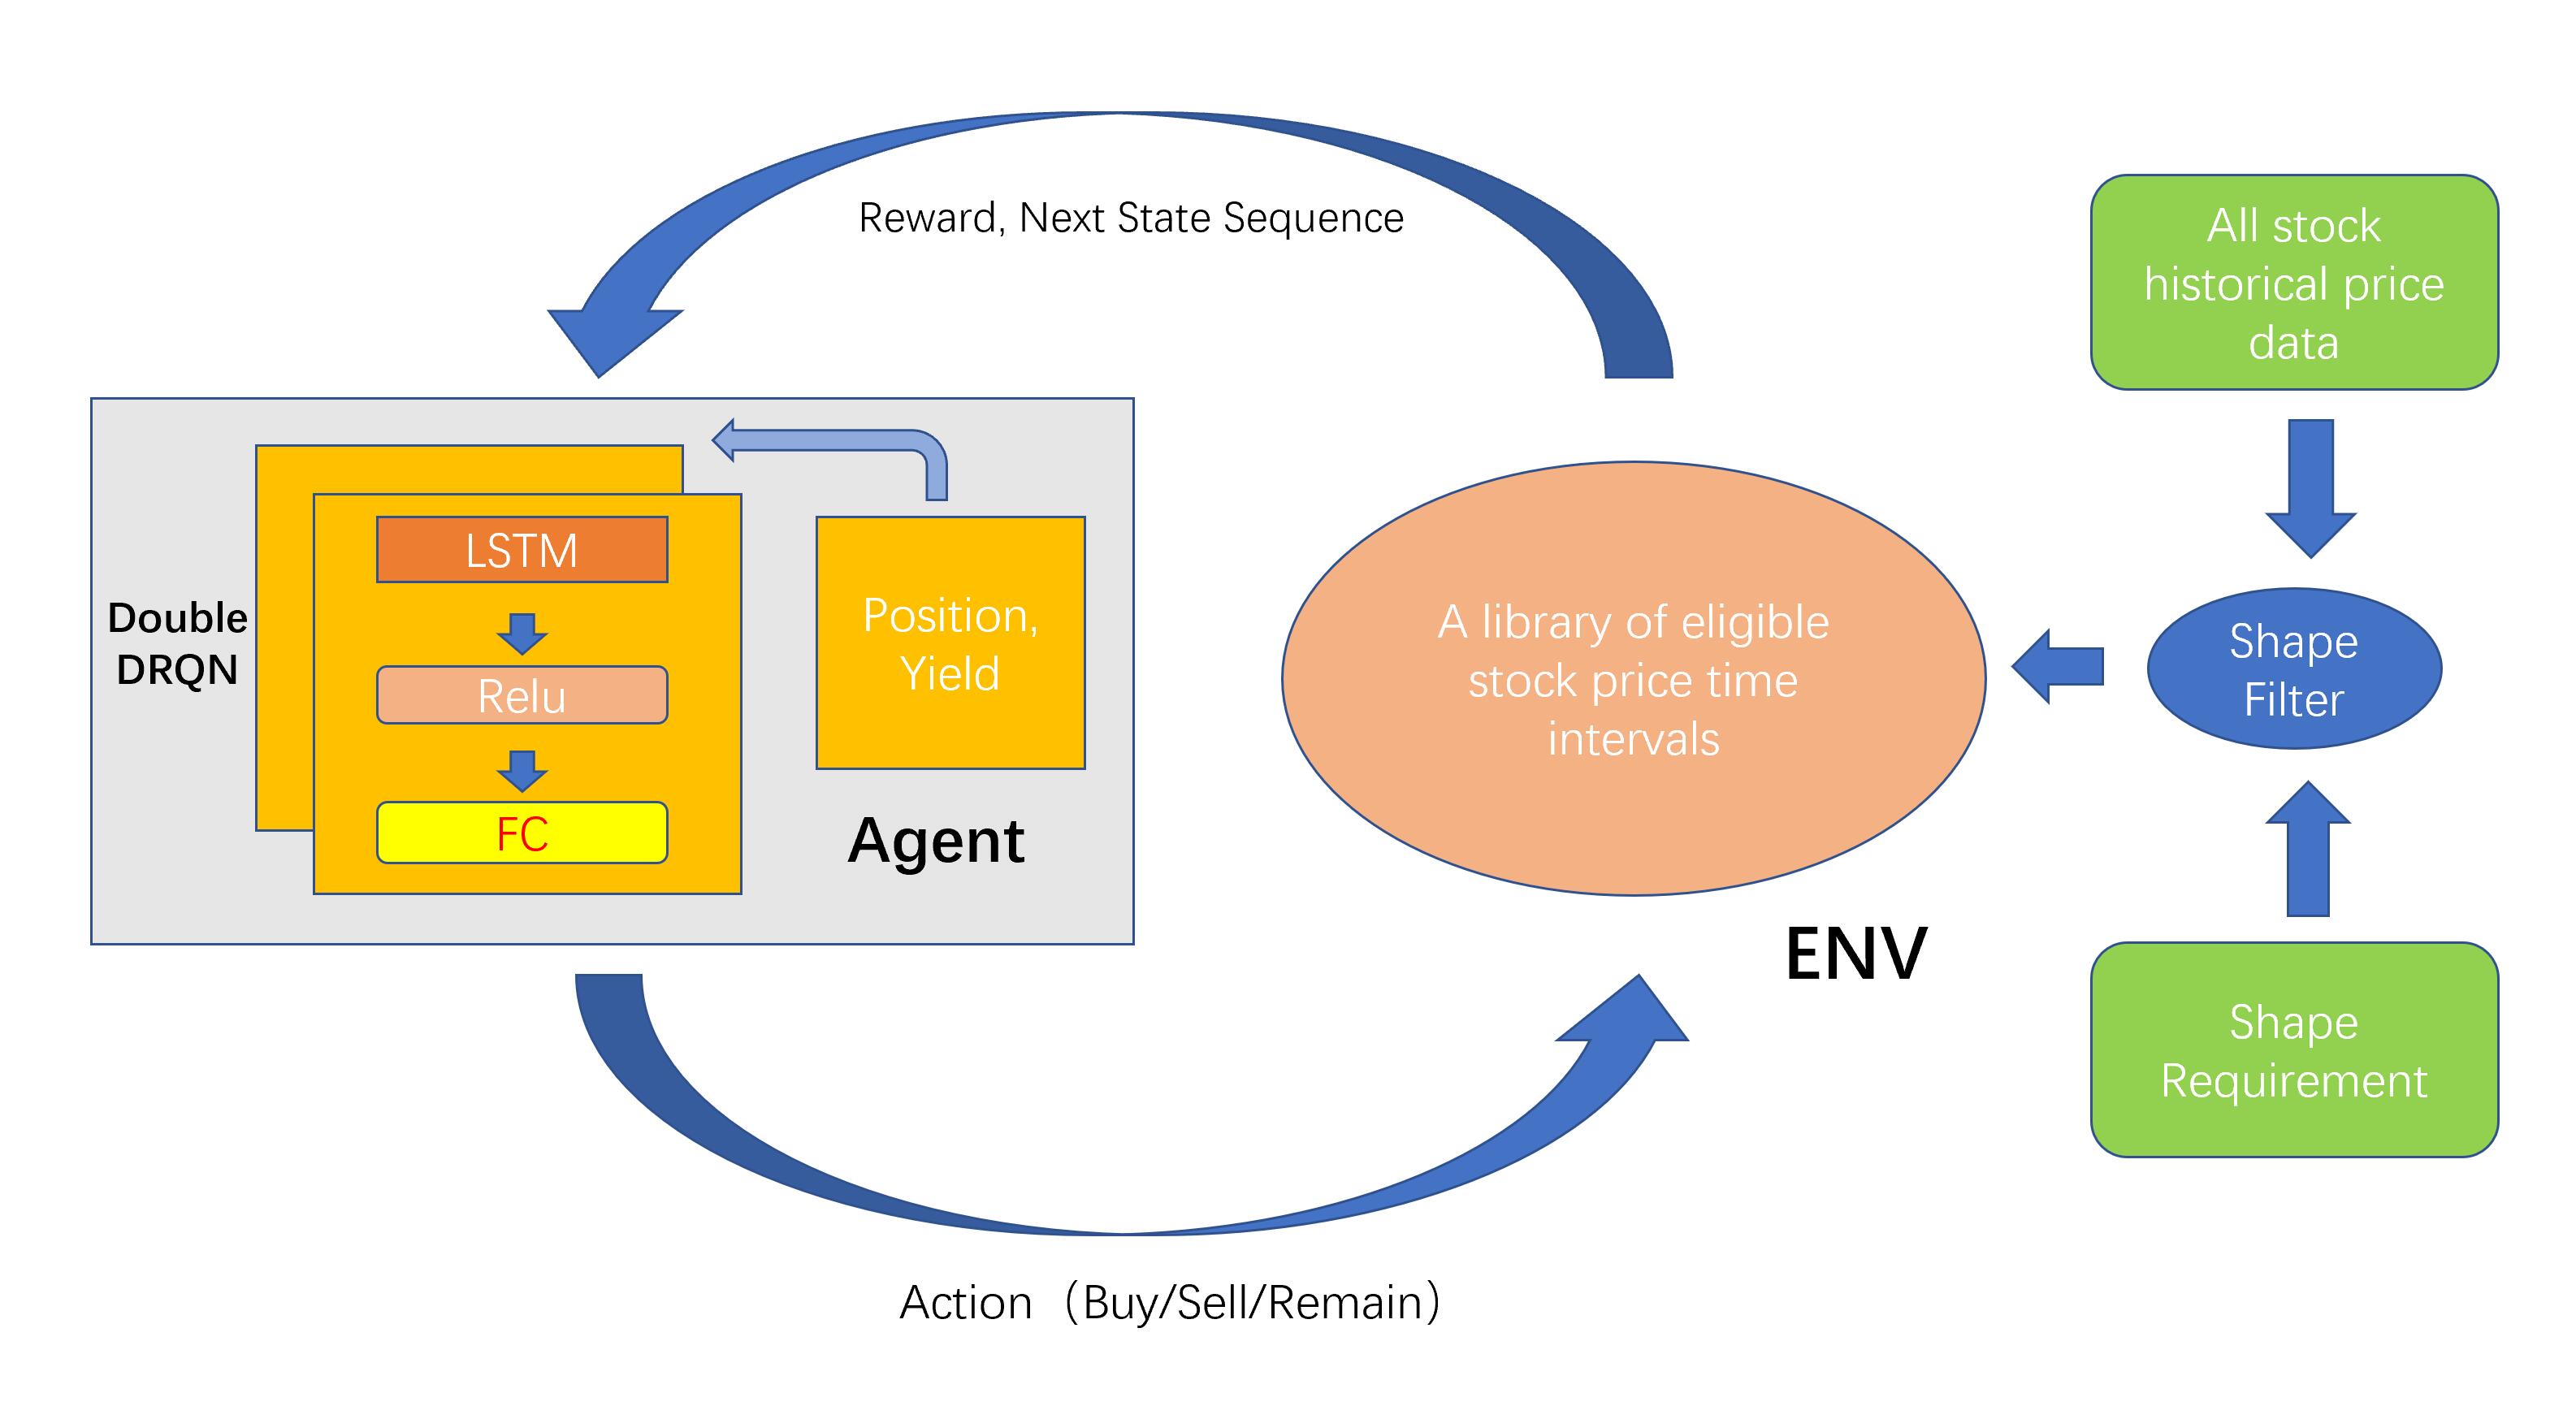 Reward, Next State Sequence
All stock
historical price
data
Double
DRQN
LSTM
Relu
FC
Position,
Yield
Agent
A library of eligible
stock price time
intervals
ENV
Shape
Filter
Shape
Requirement
Action（Buy/Sell/Remain）